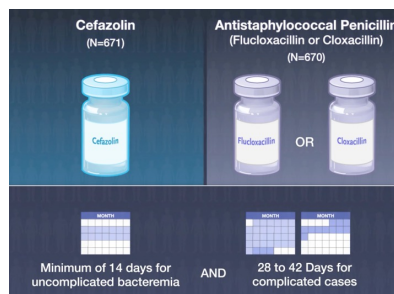 Cefazolin
(N=671)
Antistaphylococcal Penicillin
(Flucloxacillin or Cloxacillin)
(N=670)
Cefazolin
Flucloxacillin
OR
Cloxacillin
MONTH
MONTH
MONTH
Minimum of 14 days for
uncomplicated bacteremia
AND
28 to 42 Days for
complicated cases